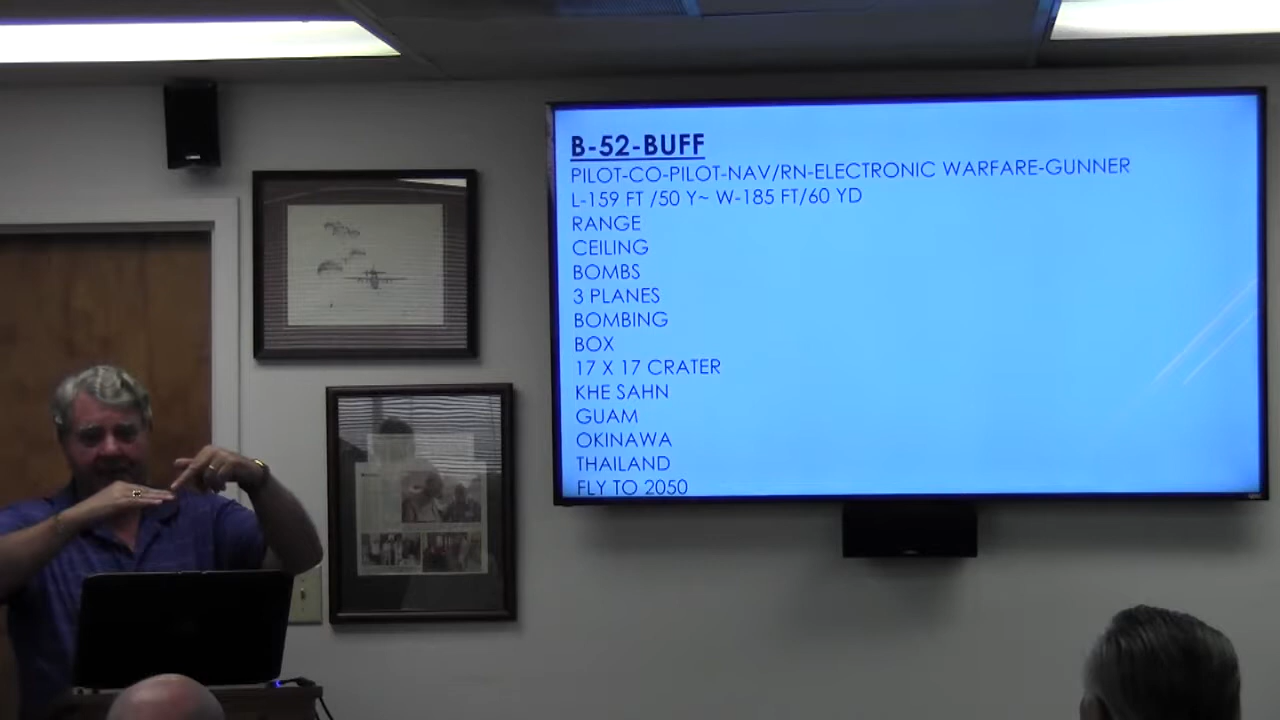 B-52-BUFF
PILOT-CO-PILOT-NAV/RN-ELECTRONIC WARFARE-GUNNER
L-159 FT /50 Y~ W-185 FT/60 YD
RANGE
CEILING
BOMBS
3 PLANES
BOMBING
BOX
17 X 17 CRATER
KHE SAHN
GUAM
OKINAWA
THAILAND
FLY TO 2050